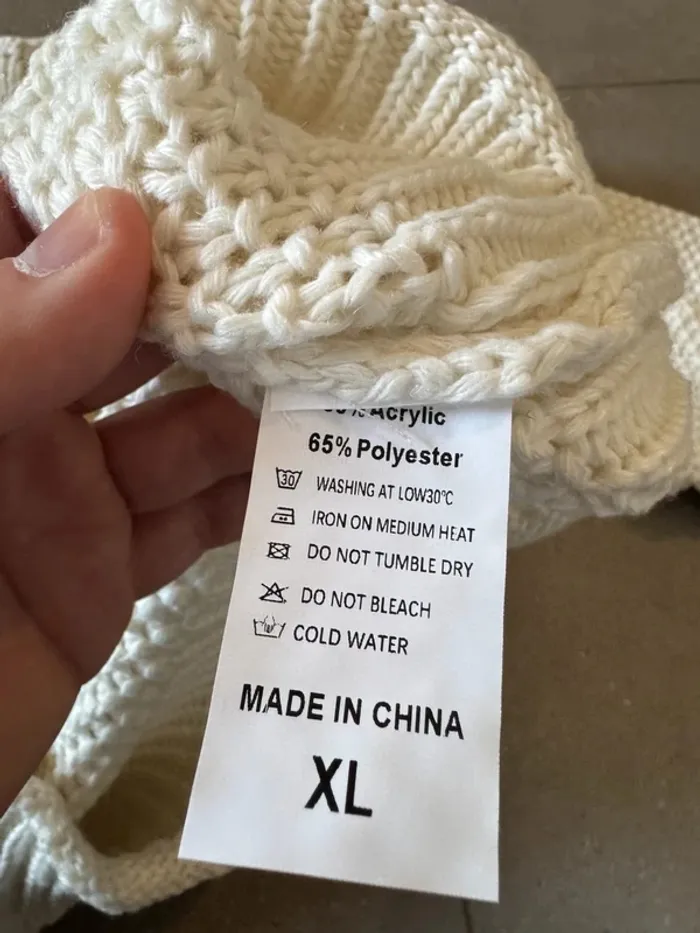 Acrylic
65% Polyester
30 WASHING AT LOW30℃
IRON ON MEDIUM HEAT
DO NOT TUMBLE DRY
DO NOT BLEACH
COLD WATER
MADE IN CHINA
XL